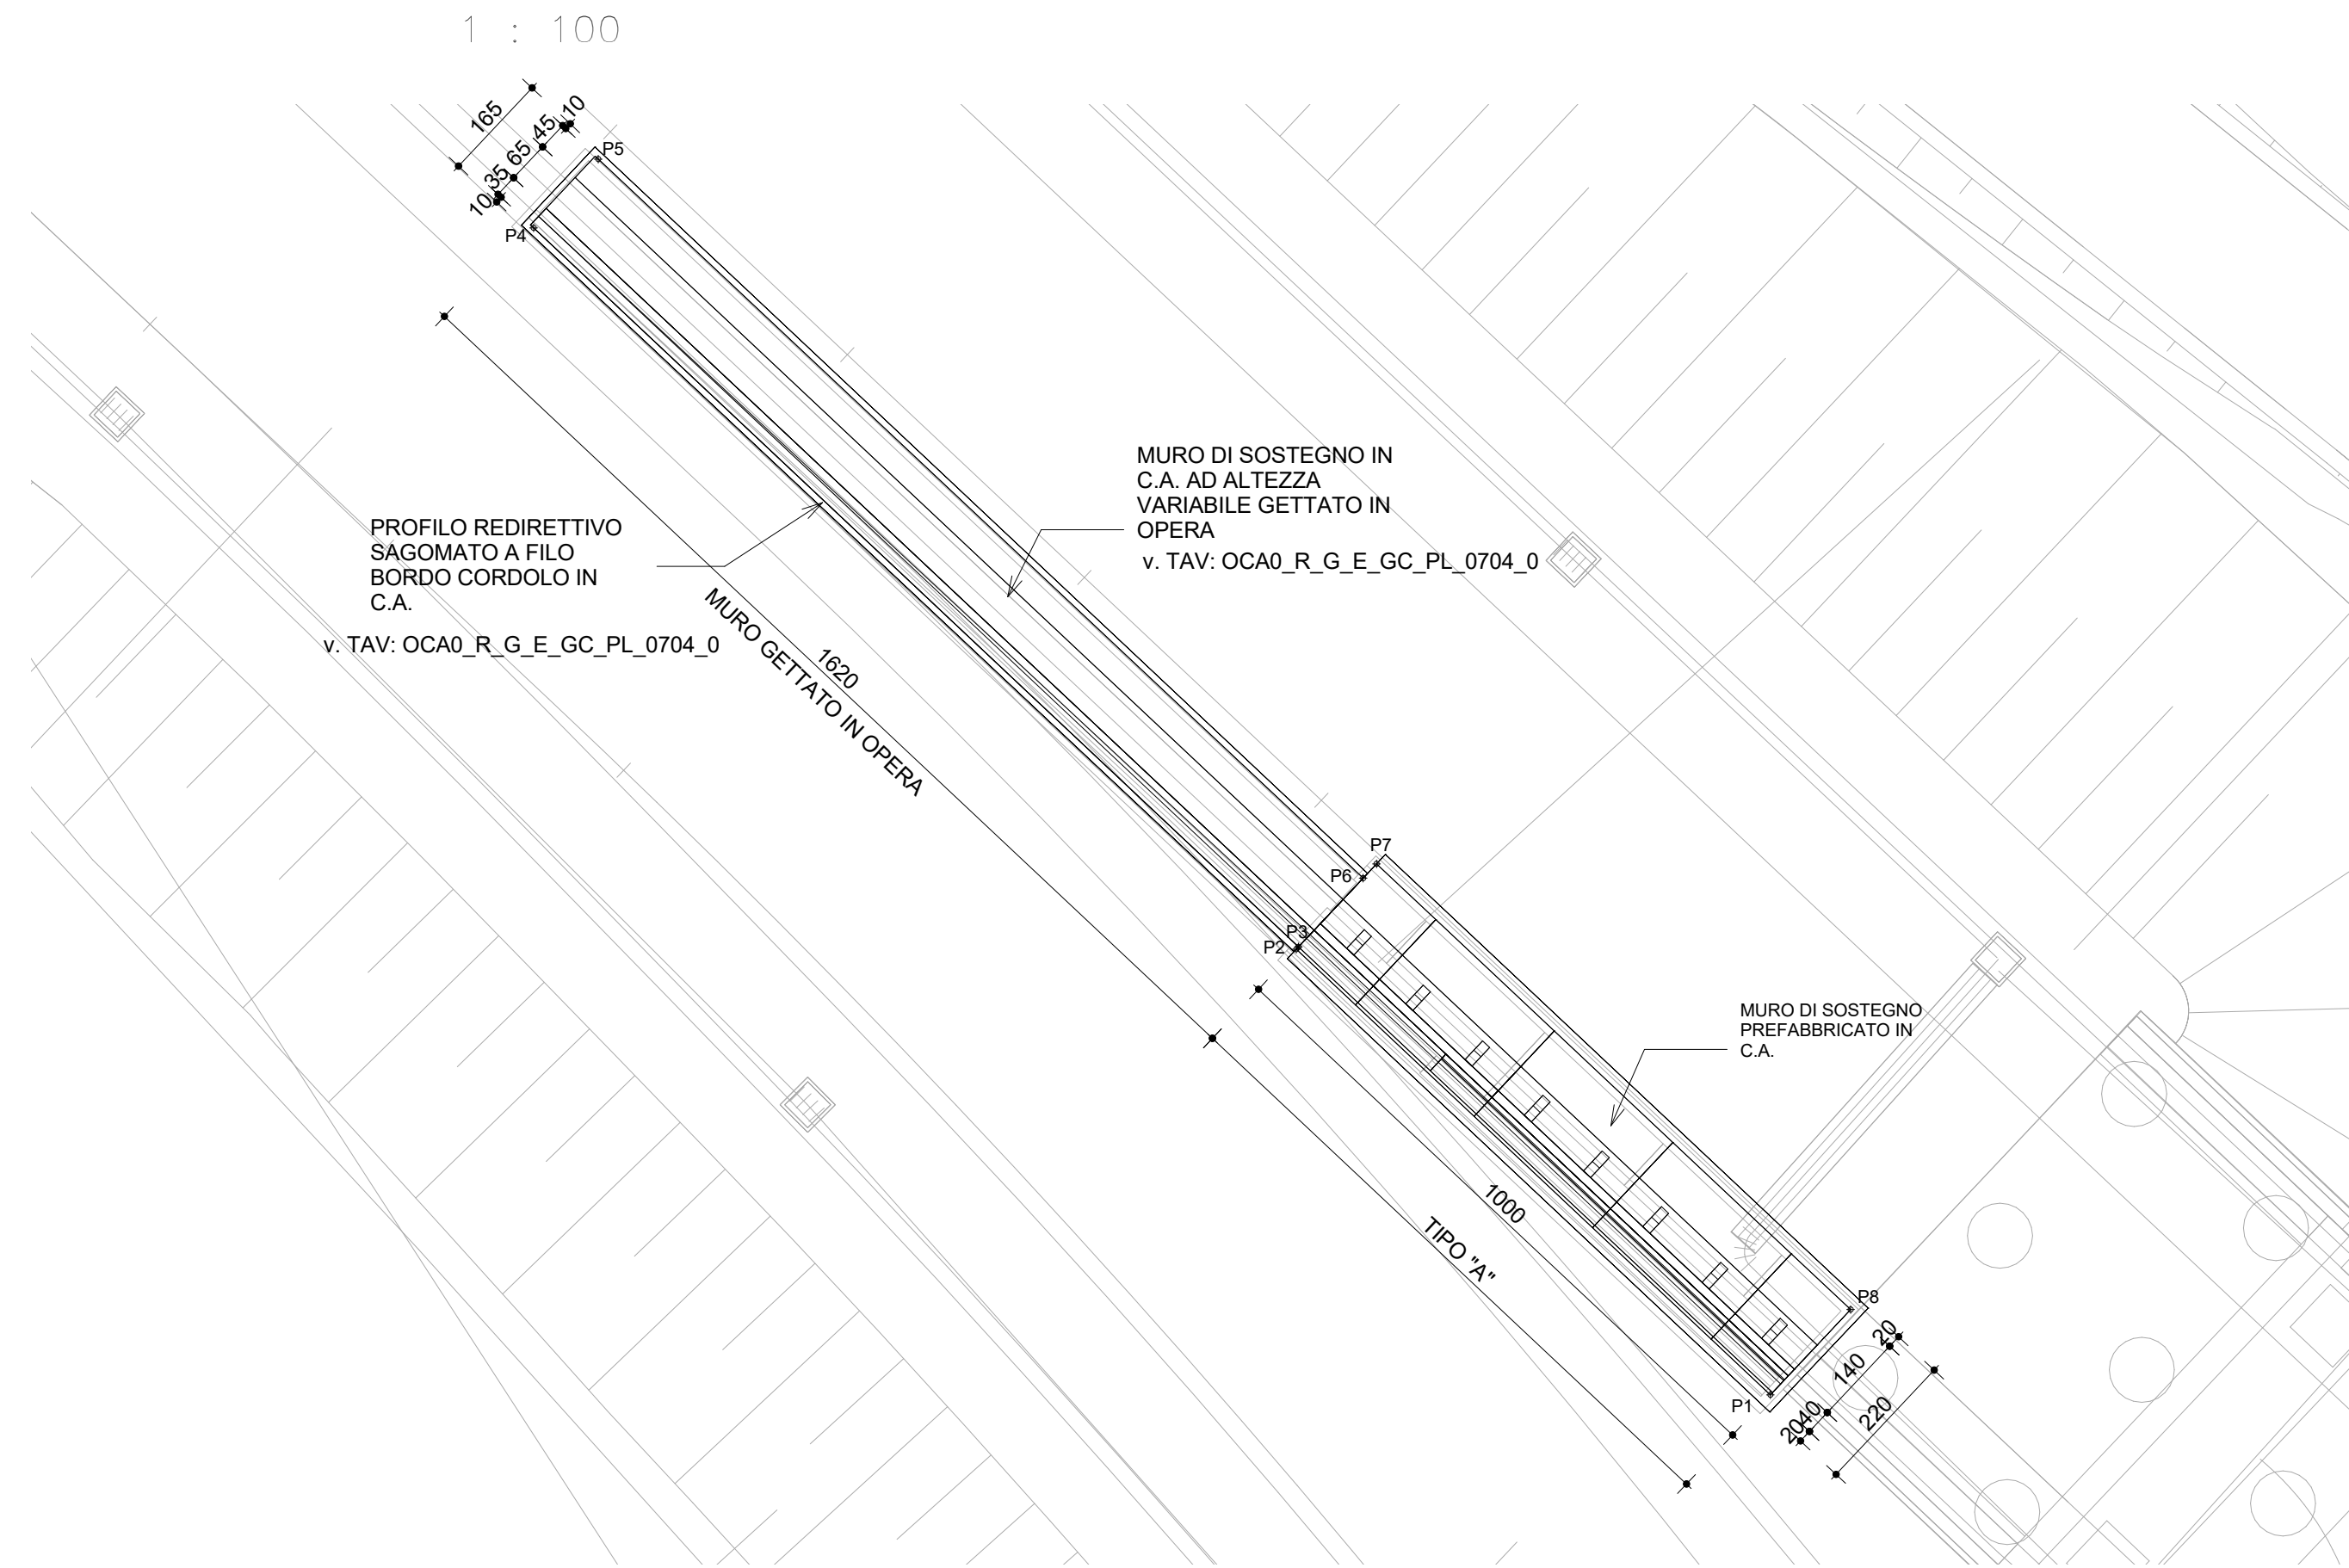 1 : 100
165
10
45
65
35
10
P5
P4
MURO DI SOSTEGNO IN
C.A. AD ALTEZZA
VARIABILE GETTATO IN
OPERA
v. TAV: OCA0_R_G_E_GC_PL_0704_0
PROFILO REDIRETTIVO
SAGOMATO A FILO
BORDO CORDOLO IN
C.A.
v. TAV: OCA0_R_G_E_GC_PL_0704_0
1620
MURO GETTATO IN OPERA
P7
P6
P3
P2
MURO DI SOSTEGNO
PREFABBRICATO IN
C.A.
1000
TIPO "A"
P8
P1
20
140
40
20
220